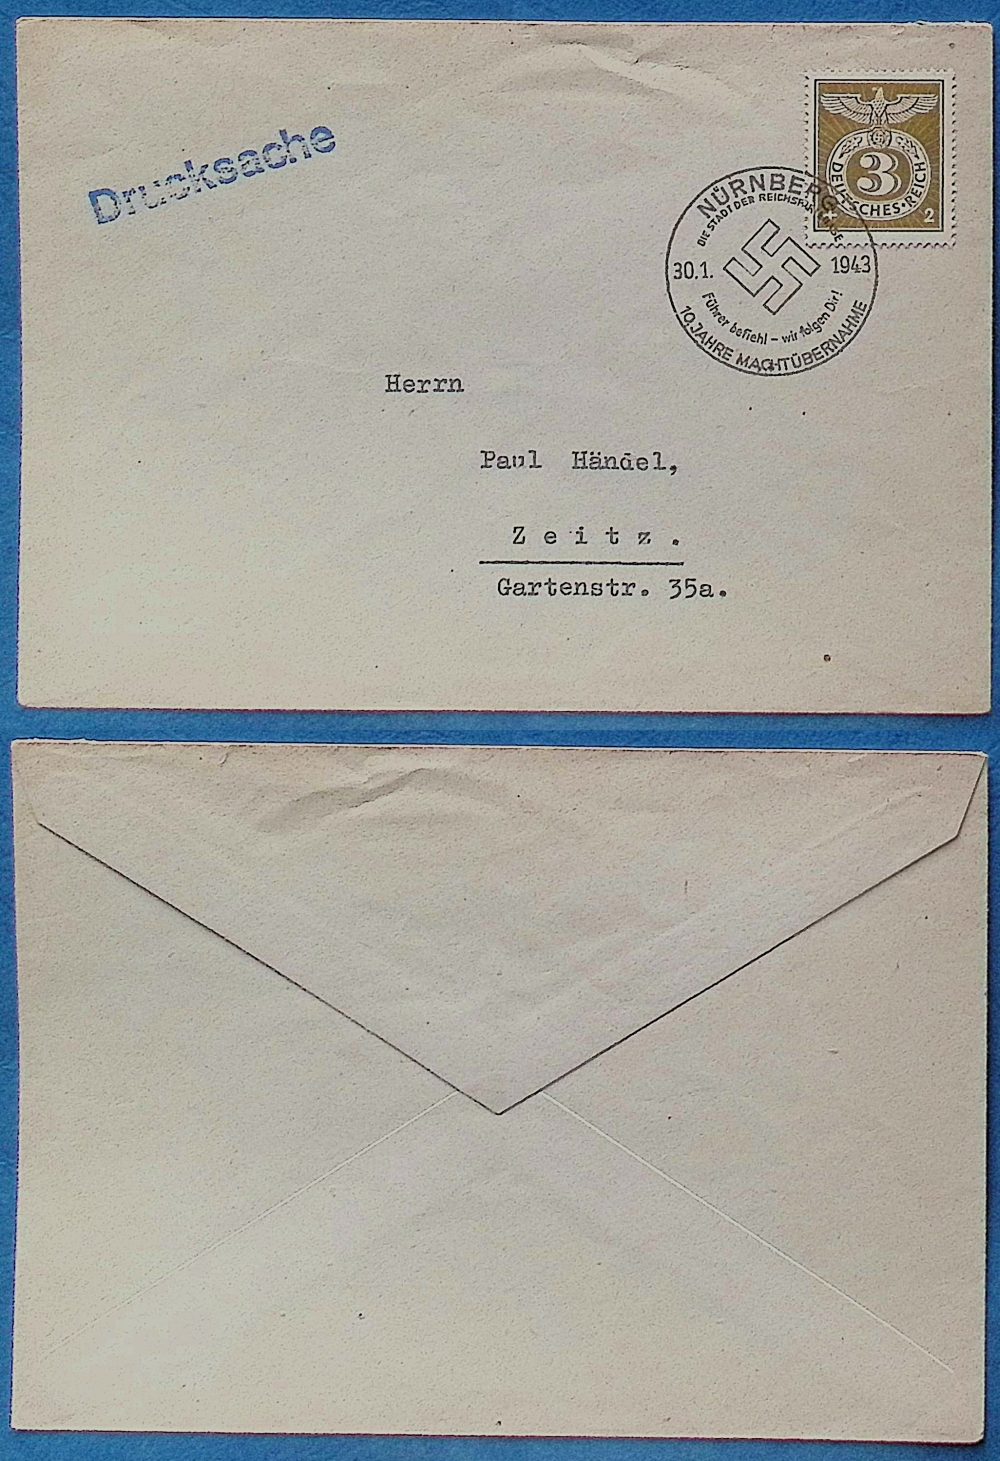 Drucksache
3
DEUTSCHES • REICH
+ 2
NÜRNBERG
DIE STADT DER REICHSPARTEITAGE
30.1. 1943
Führer befiehl – wir folgen Dir!
10. JAHRE MACHTÜBERNAHME
Herrn
Paul Händel,
Zeitz.
Gartenstr. 35a.